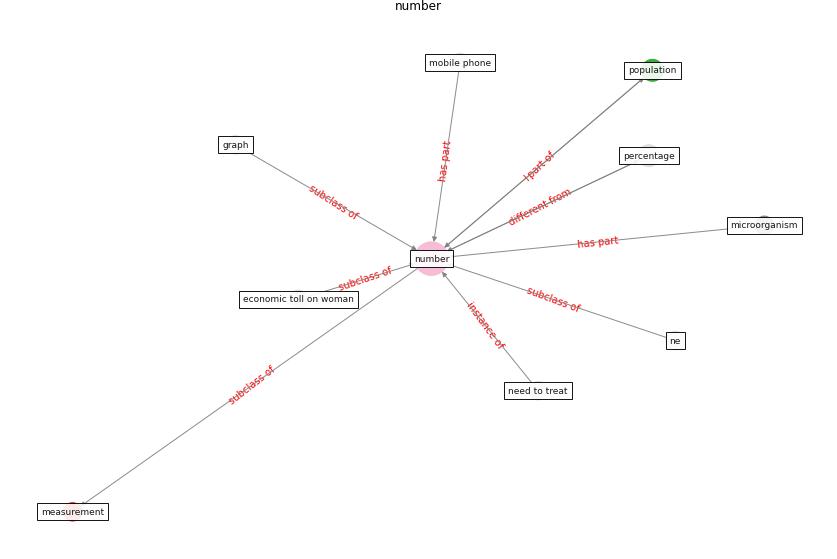 number
mobile phone
population
graph
has part
percentage
part of
subclass of
different from
microorganism
has part
number
subclass of
economic toll on woman
subclass of
instance of
ne
subclass of
need to treat
measurement